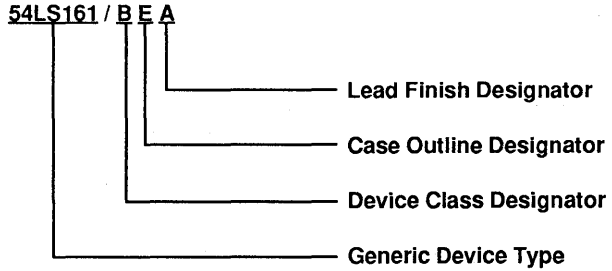 54LS161 / B E A
Lead Finish Designator
Case Outline Designator
Device Class Designator
Generic Device Type